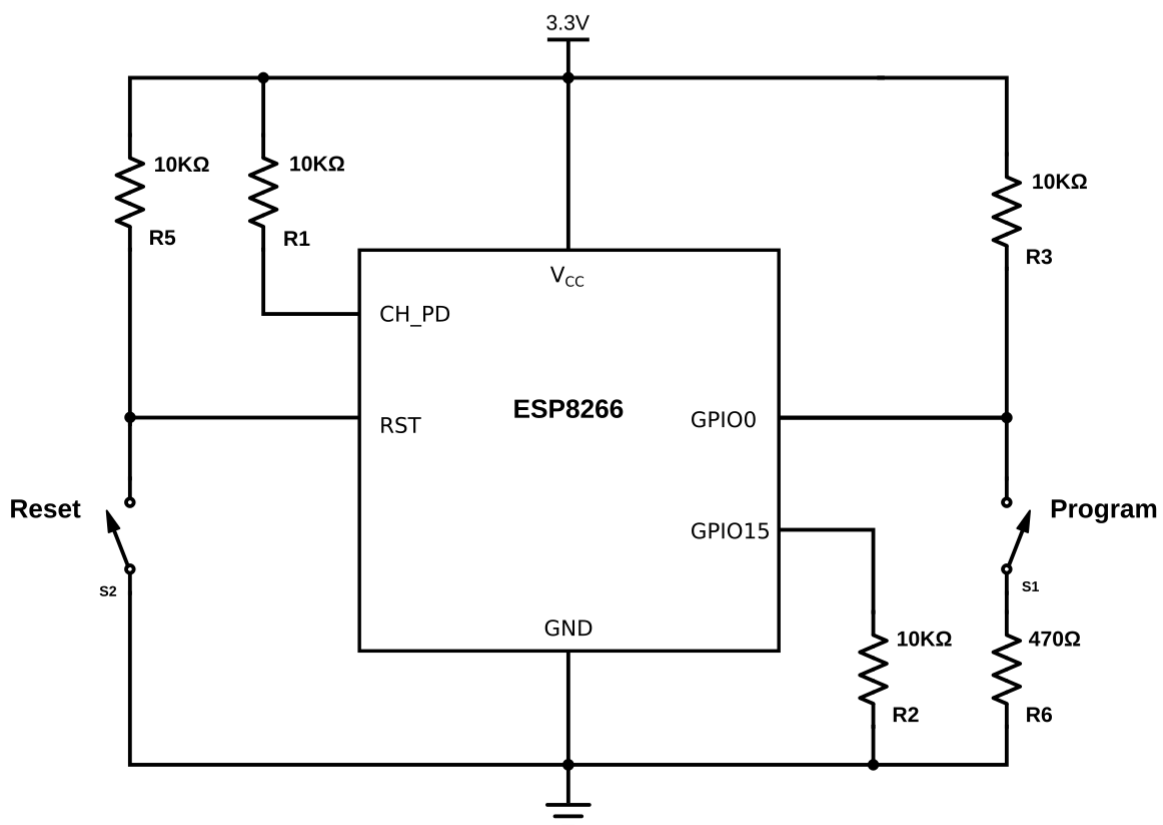 3.3V
10KΩ
R5
10KΩ
R1
10KΩ
R3
VCC
CH_PD
ESP8266
RST
GPIO0
Reset
S2
Program
S1
GPIO15
GND
10KΩ
R2
470Ω
R6